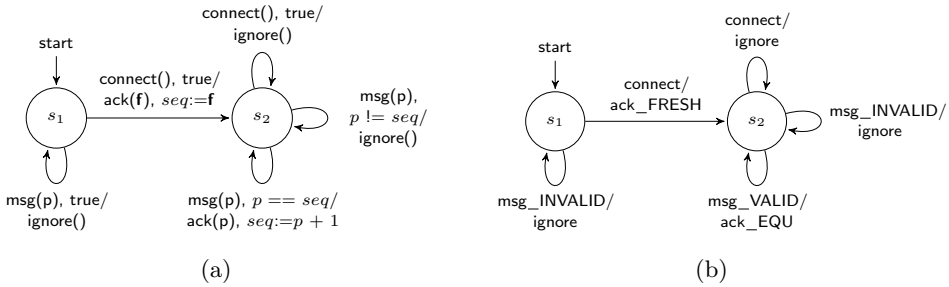 start
connect(), true/
ignore()
connect(), true/
ack(f), seq:=f
s1
s2
msg(p),
p != seq/
ignore()
msg(p), true/
ignore()
msg(p), p == seq/
ack(p), seq:=p + 1
(a)
start
connect/
ignore
connect/
ack_FRESH
s1
s2
msg_INVALID/
ignore
msg_INVALID/
ignore
msg_VALID/
ack_EQU
(b)